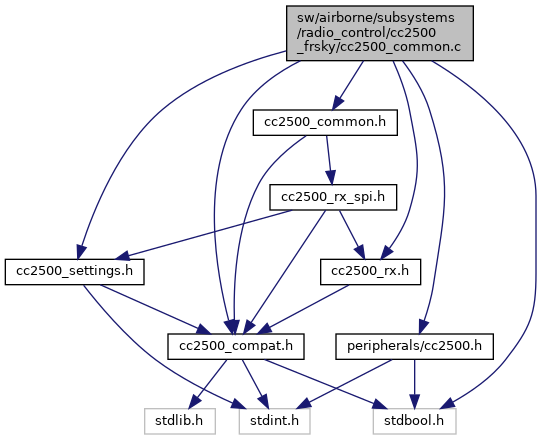 sw/airborne/subsystems
/radio_control/cc2500
_frsky/cc2500_common.c
cc2500_common.h
cc2500_rx_spi.h
cc2500_settings.h
cc2500_rx.h
cc2500_compat.h
peripherals/cc2500.h
stdlib.h
stdint.h
stdbool.h